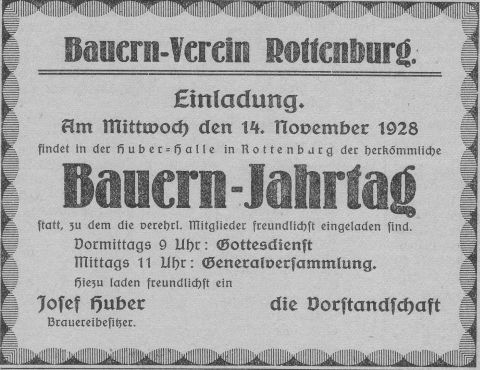 Bauern-Verein Rottenburg.
Einladung.
Am Mittwoch den 14. November 1928
findet in der Huber-Halle in Rottenburg der herkömmliche
Bauern-Jahrtag
statt, zu dem die verehrl. Mitglieder freundlichst eingeladen sind.
Vormittags 9 Uhr: Gottesdienst
Mittags 11 Uhr: Generalversammlung.
Hiezu laden freundlichst ein
Josef Huber die Vorstandschaft
Brauereibesitzer.